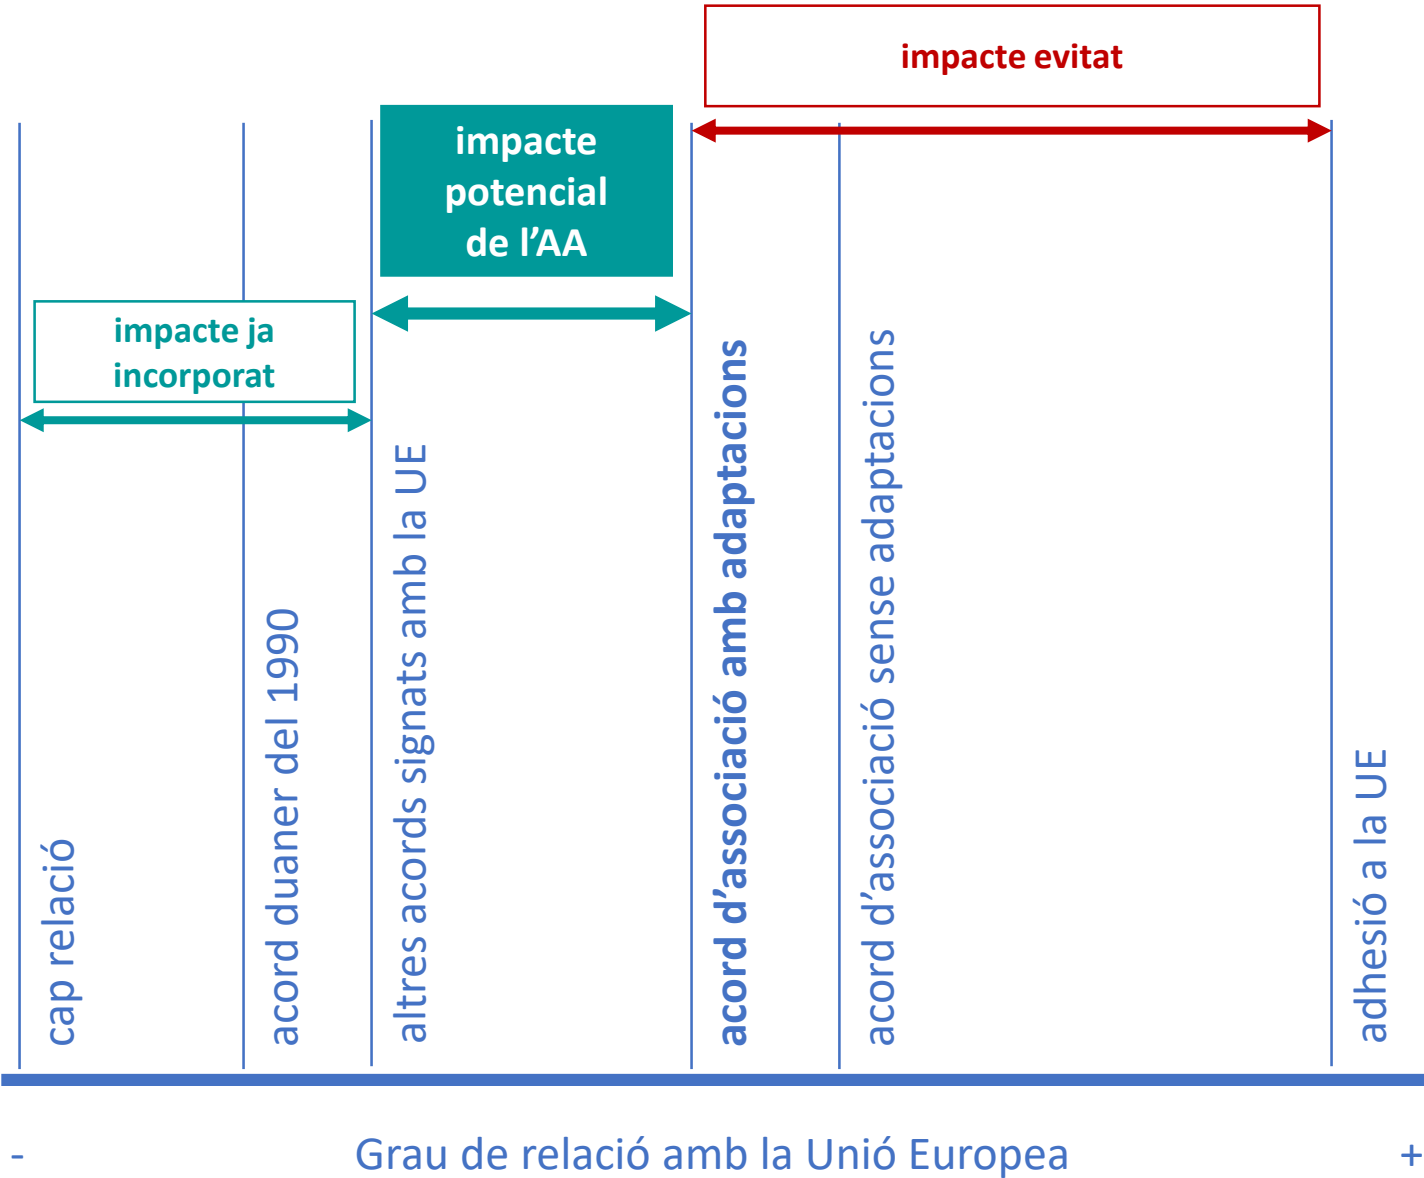 impacte evitat
impacte
potencial
de l’AA
impacte ja
incorporat
cap relació
acord duaner del 1990
altres acords signats amb la UE
acord d’associació amb adaptacions
acord d’associació sense adaptacions
adhesió a la UE
- Grau de relació amb la Unió Europea +